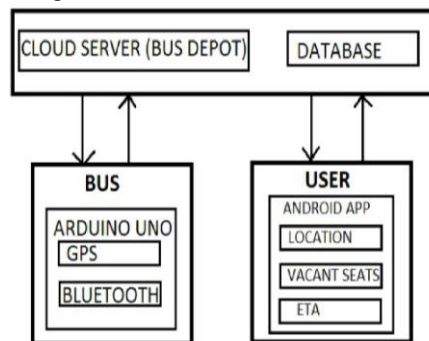 CLOUD SERVER (BUS DEPOT)
DATABASE
BUS
ARDUINO UNO
GPS
BLUETOOTH
USER
ANDROID APP
LOCATION
VACANT SEATS
ETA